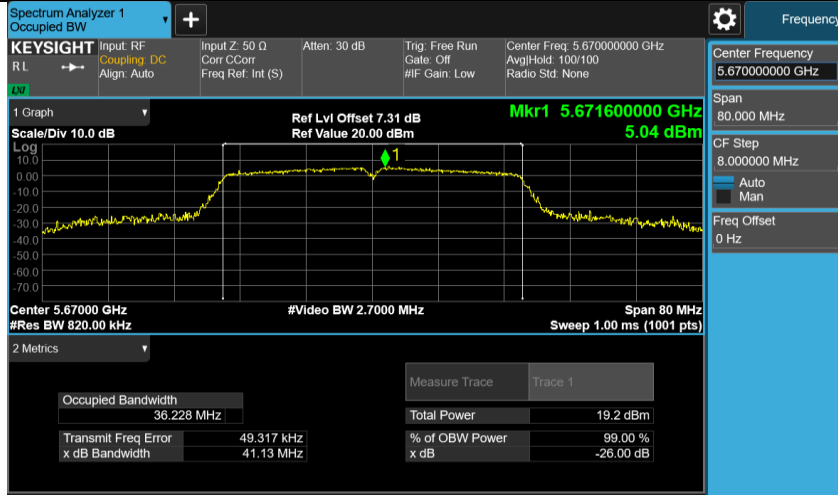 Spectrum Analyzer 1
Occupied BW
+
Frequency
KEYSIGHT
RL
LXI
Input: RF
Coupling: DC
Align: Auto
Input Z: 50 Ω
Corr CCorr
Freq Ref: Int (S)
Atten: 30 dB
Trig: Free Run
Gate: Off
#IF Gain: Low
Center Freq: 5.670000000 GHz
Avg|Hold: 100/100
Radio Std: None
Center Frequency
5.670000000 GHz
Span
80.000 MHz
CF Step
8.000000 MHz
Auto
Man
Freq Offset
0 Hz
1 Graph
Scale/Div 10.0 dB
Ref Lvl Offset 7.31 dB
Ref Value 20.00 dBm
Mkr1 5.671600000 GHz
5.04 dBm
Log
10.0
0.00
-10.0
-20.0
-30.0
-40.0
-50.0
-60.0
-70.0
1
Center 5.67000 GHz
#Res BW 820.00 kHz
#Video BW 2.7000 MHz
Span 80 MHz
Sweep 1.00 ms (1001 pts)
2 Metrics
Measure Trace
Trace 1
Occupied Bandwidth
36.228 MHz
Total Power
19.2 dBm
Transmit Freq Error
49.317 kHz
% of OBW Power
99.00 %
x dB Bandwidth
41.13 MHz
x dB
-26.00 dB